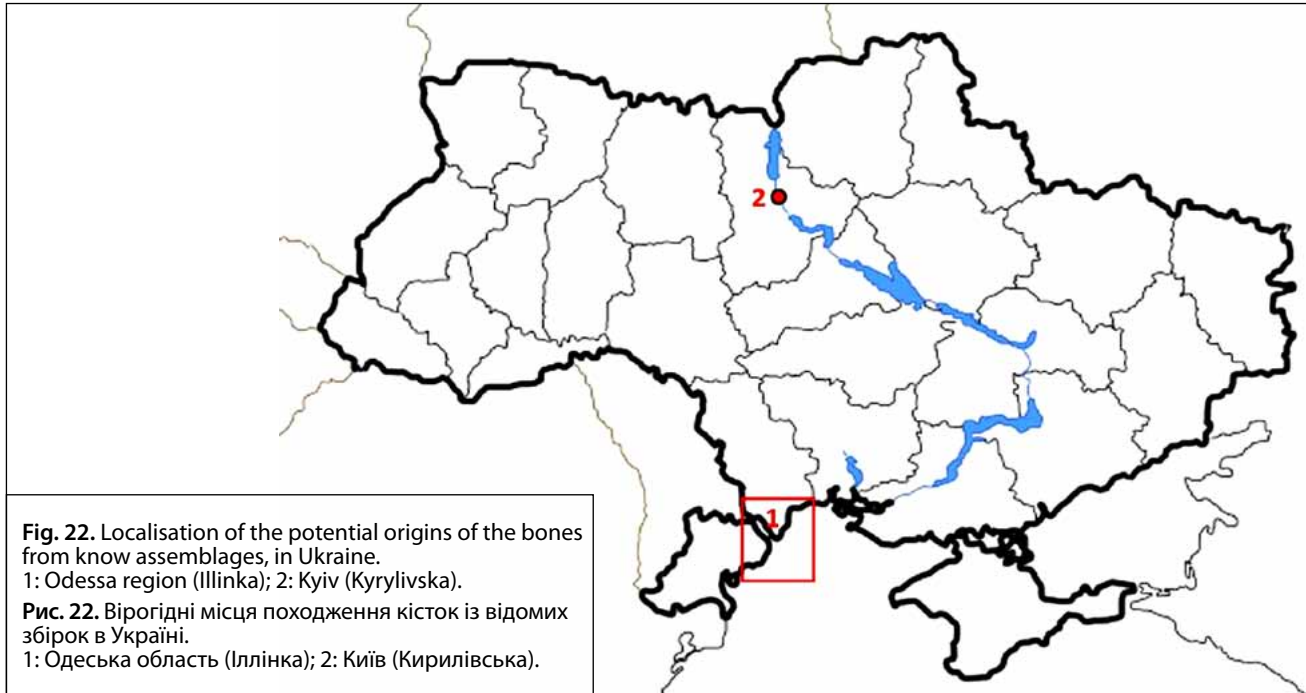 2
1
Fig. 22. Localisation of the potential origins of the bones
from know assemblages, in Ukraine.
1: Odessa region (Illinka); 2: Kyiv (Kyrylivska).
Рис. 22. Вірогідні місця походження кісток із відомих
збірок в Україні.
1: Одеська область (Іллінка); 2: Київ (Кирилівська).